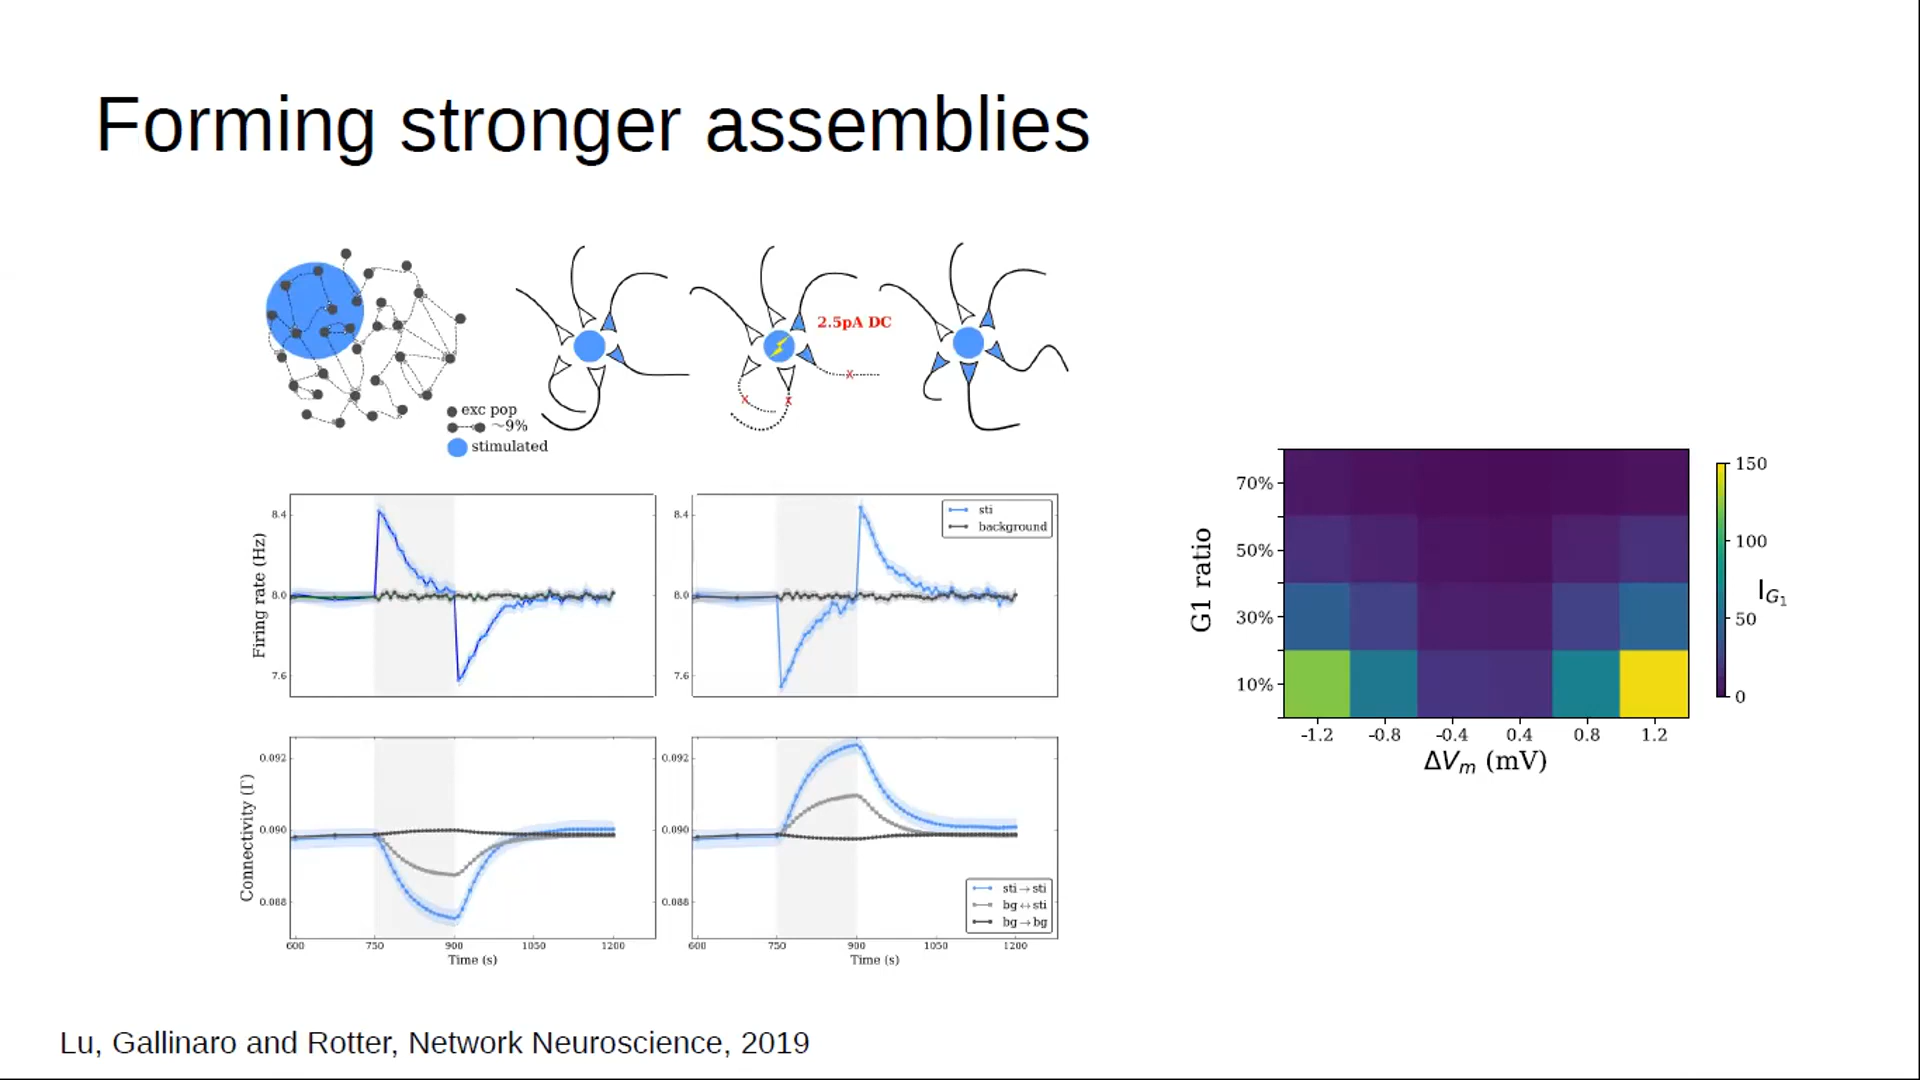 Forming stronger assemblies
2.5pA DC
x
x
x
exc pop
~9%
stimulated
Firing rate (Hz)
8.4
8.0
7.6
8.4
8.0
7.6
sti
background
Connectivity (Γ)
0.092
0.090
0.088
600 750 900 1050 1200
Time (s)
0.092
0.090
0.088
sti→sti
bg↔sti
bg→bg
600 750 900 1050 1200
Time (s)
G1 ratio
70%
50%
30%
10%
-1.2 -0.8 -0.4 0.4 0.8 1.2
ΔVm (mV)
150
100
50
0
IG1
Lu, Gallinaro and Rotter, Network Neuroscience, 2019